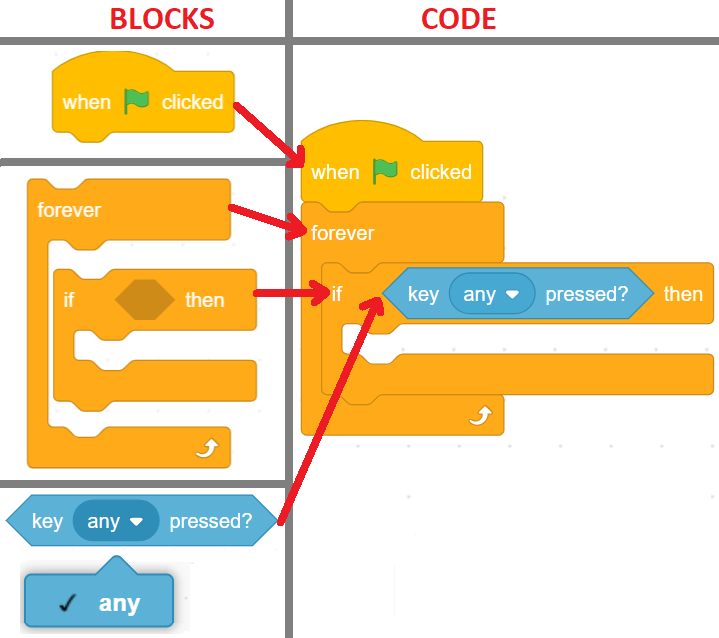 BLOCKS
when clicked
forever
if then
key any pressed?
any
CODE
when clicked
forever
if key any pressed? then